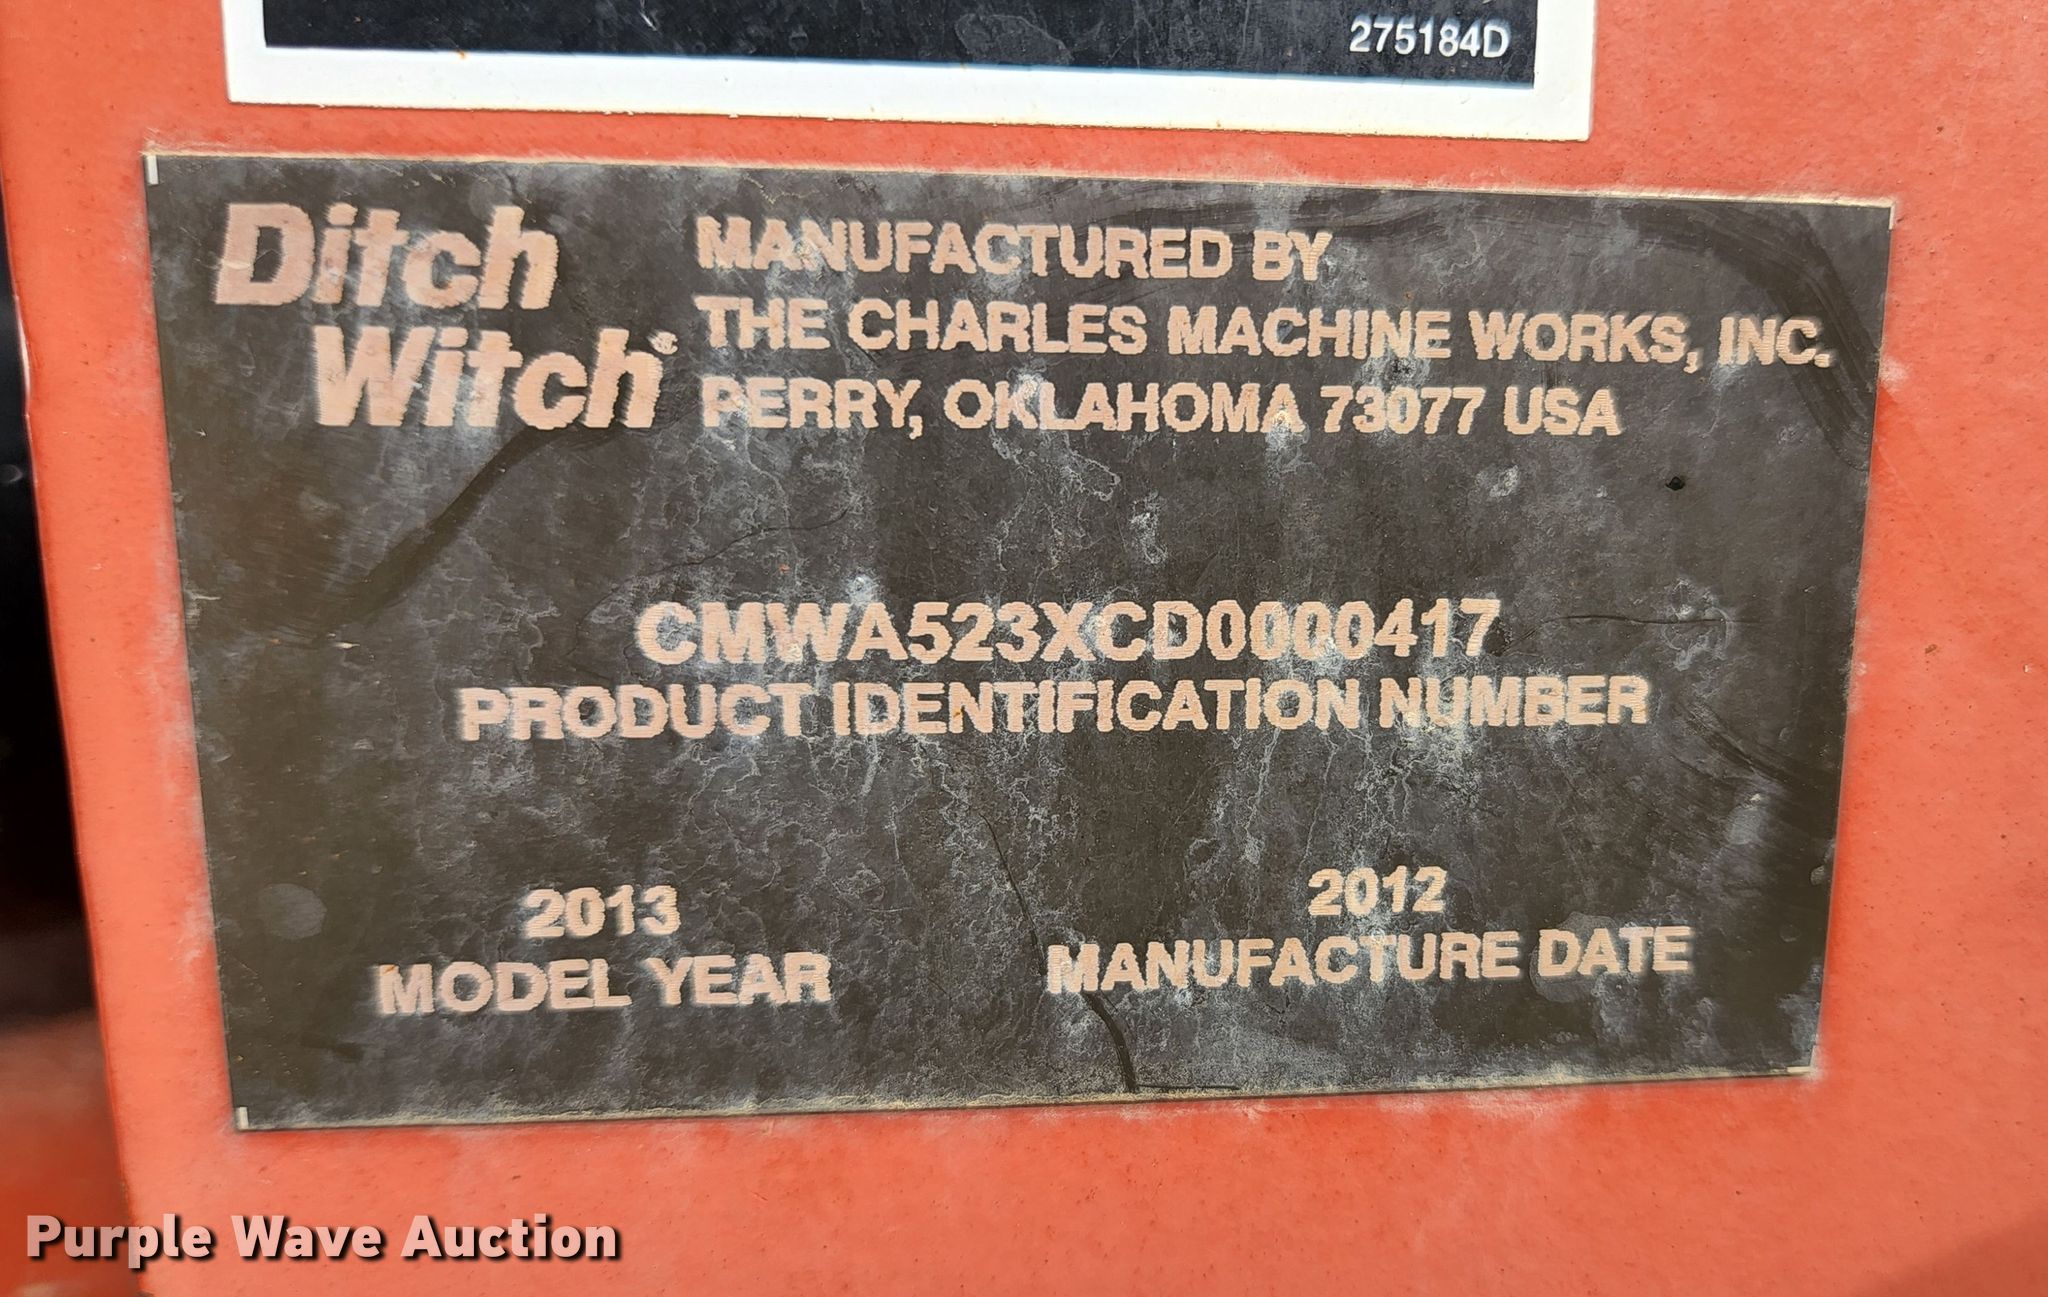 275184D
Ditch Witch®
MANUFACTURED BY
THE CHARLES MACHINE WORKS, INC.
PERRY, OKLAHOMA 73077 USA
CMWA523XCD0000417
PRODUCT IDENTIFICATION NUMBER
2013
MODEL YEAR
2012
MANUFACTURE DATE
Purple Wave Auction